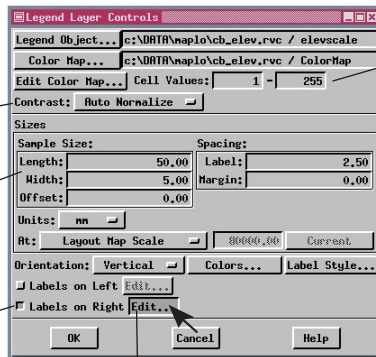 Legend Layer Controls
Legend Object... c:\DATA\maplo\cb_elev.rvc / elevscale
Color Map... c:\DATA\maplo\cb_elev.rvc / ColorMap
Edit Color Map... Cell Values: 1 - 255
Contrast: Auto Normalize
Sizes
Sample Size: Spacing:
Length: 50.00 Label: 2.50
Width: 5.00 Margin: 0.00
Offset: 0.00
Units: mm
At: Layout Map Scale 80000.00 Current
Orientation: Vertical Colors... Label Style...
Labels on Left Edit...
Labels on Right Edit...
OK Cancel Help